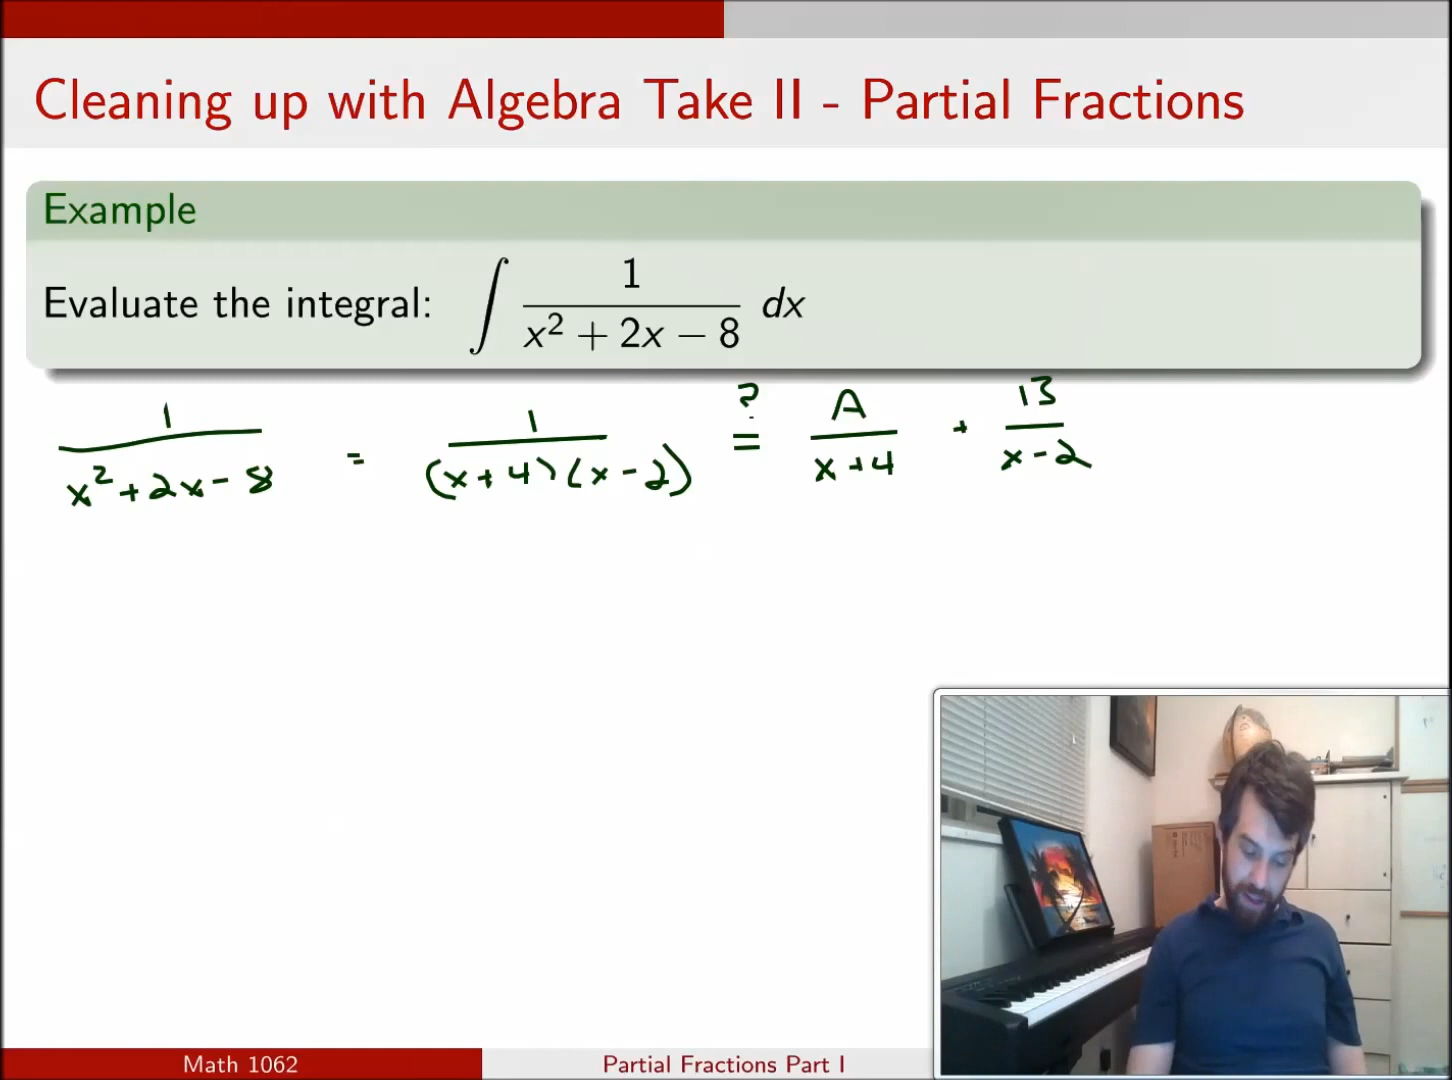 Cleaning up with Algebra Take II - Partial Fractions
Example
Evaluate the integral: ∫ 1/(x² + 2x − 8) dx
1/(x² + 2x - 8) = 1/((x + 4)(x - 2)) ?= A/(x + 4) + B/(x - 2)
Math 1062
Partial Fractions Part I